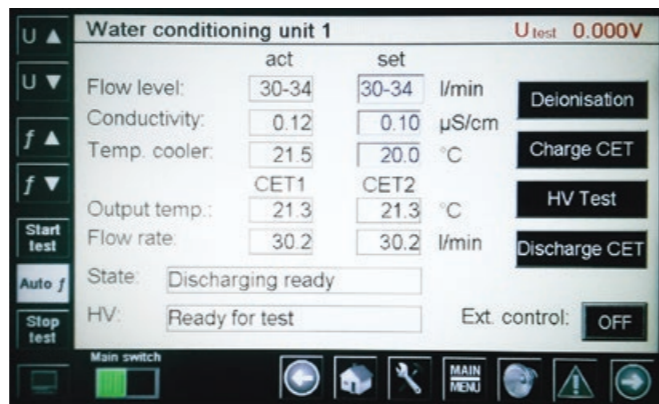 Water conditioning unit 1 U test 0.000V
act set
Flow level: 30-34 30-34 l/min
Conductivity: 0.12 0.10 µS/cm
Temp. cooler: 21.5 20.0 °C
CET1 CET2
Output temp.: 21.3 21.3 °C
Flow rate: 30.2 30.2 l/min
State: Discharging ready
HV: Ready for test
Ext. control: OFF
Deionisation
Charge CET
HV Test
Discharge CET
U ▲
U ▼
f ▲
f ▼
Start
test
Auto f
Stop
test
Main switch
MAIN
MENU